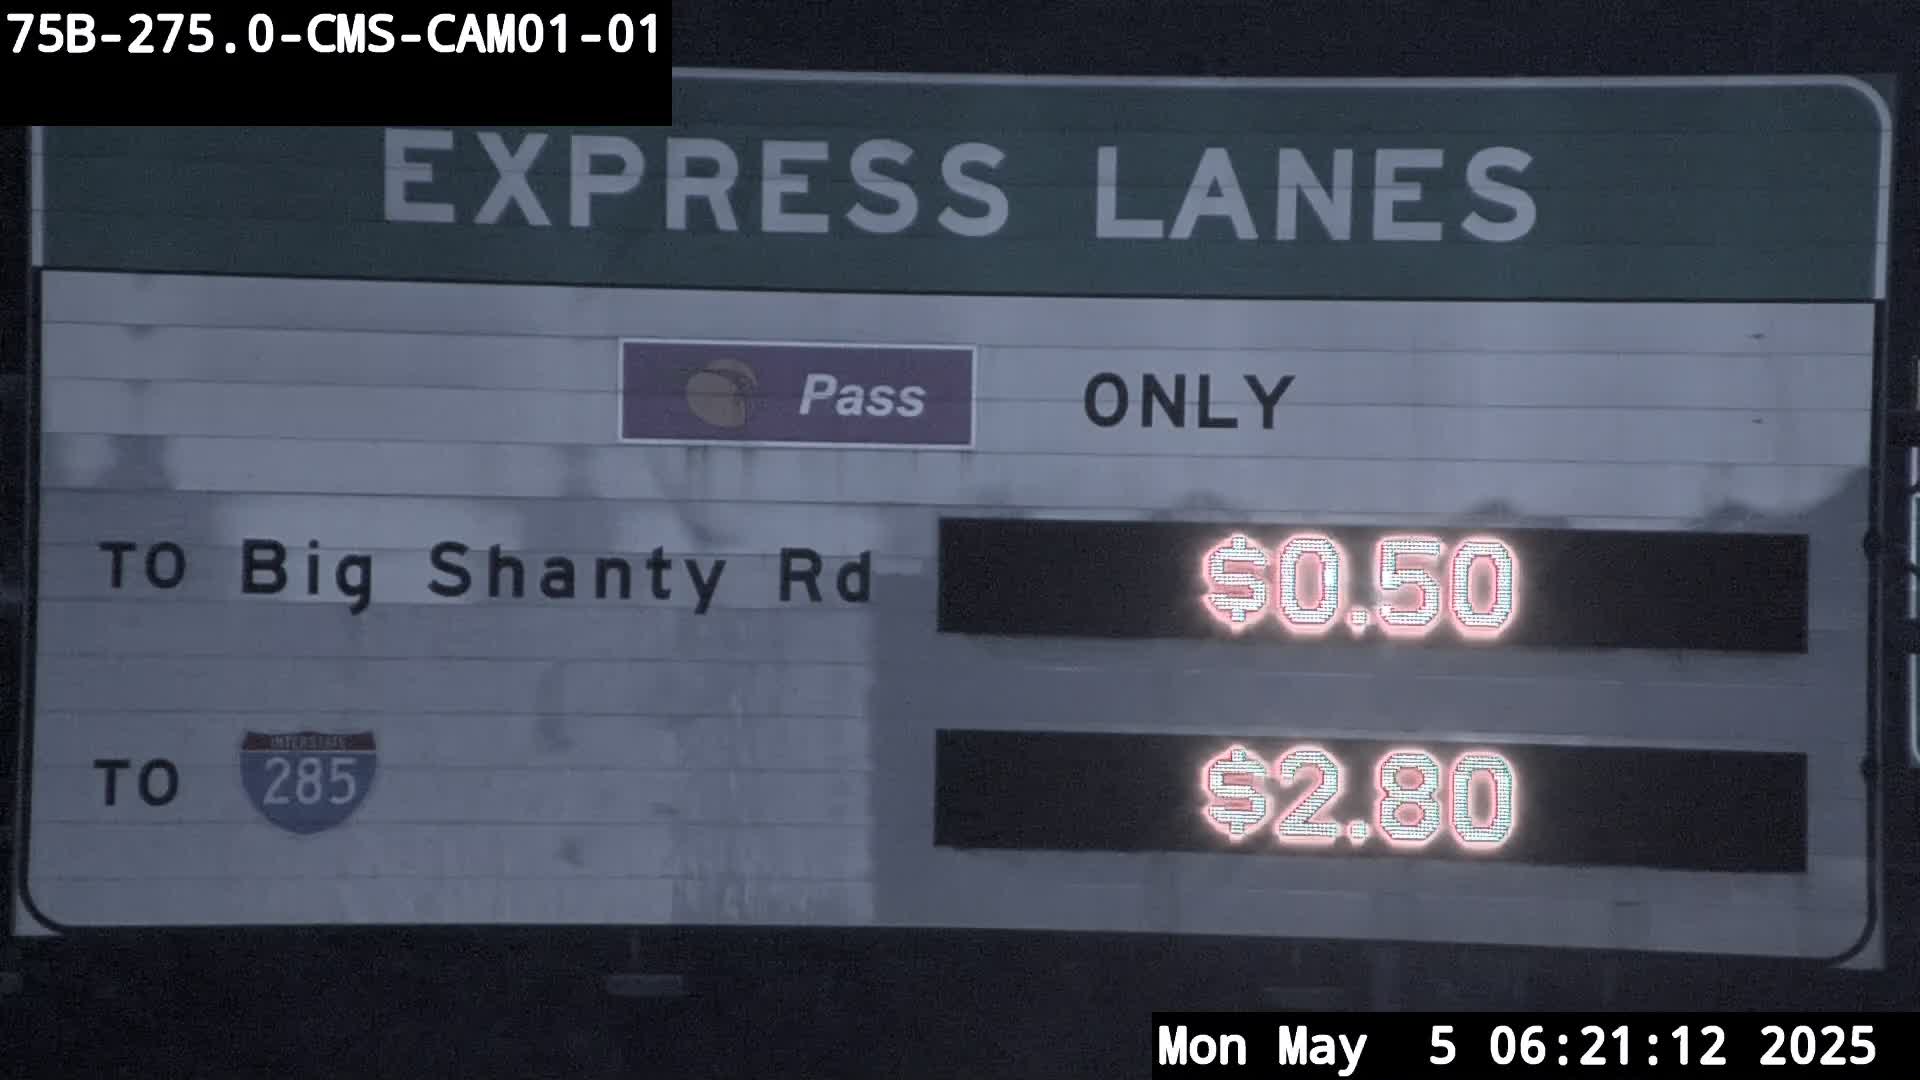 75B-275.0-CMS-CAM01-01
EXPRESS LANES
Pass ONLY
TO Big Shanty Rd $0.50
INTERSTATE
TO 285 $2.80
Mon May 5 06:21:12 2025